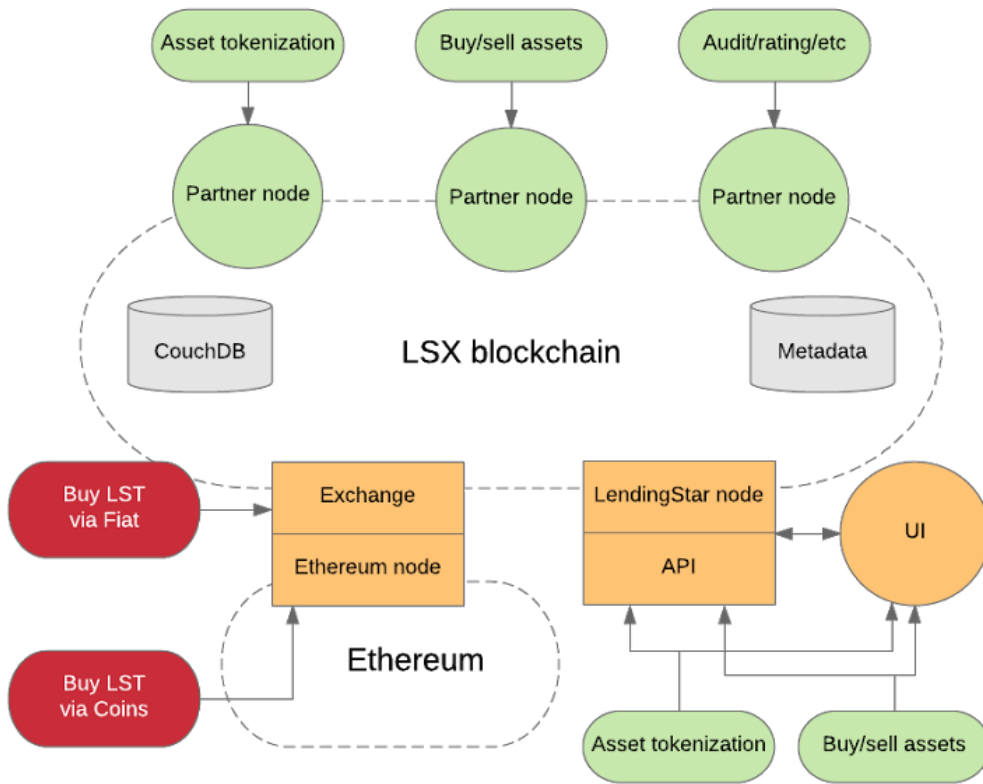 Asset tokenization
Buy/sell assets
Audit/rating/etc
Partner node
Partner node
Partner node
CouchDB
LSX blockchain
Metadata
Buy LST
via Fiat
Exchange
Ethereum node
LendingStar node
API
UI
Ethereum
Buy LST
via Coins
Asset tokenization
Buy/sell assets